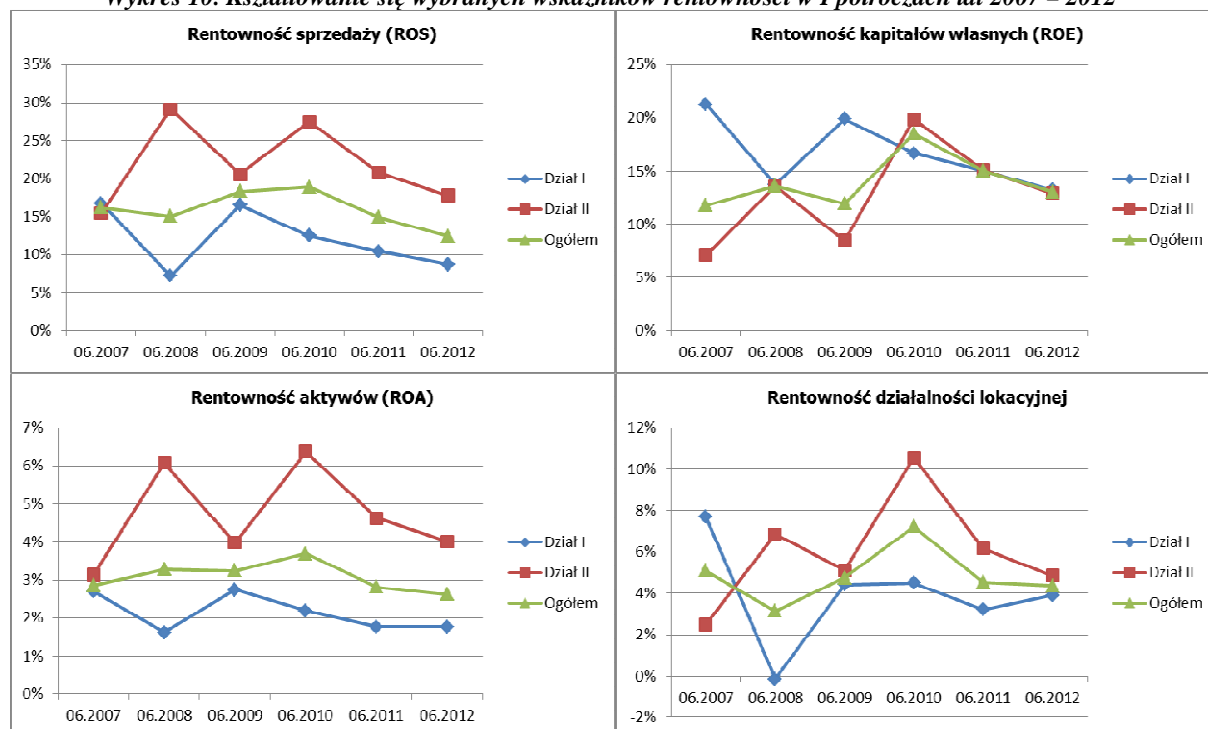 Wykres 10. Kształtowanie się wybranych wskaźników rentowności w I półroczach lat 2007 – 2012
Rentowność sprzedaży (ROS)
35%
30%
25%
20%
15%
10%
5%
0%
06.2007 06.2008 06.2009 06.2010 06.2011 06.2012
Dział I
Dział II
Ogółem
Rentowność kapitałów własnych (ROE)
25%
20%
15%
10%
5%
0%
06.2007 06.2008 06.2009 06.2010 06.2011 06.2012
Dział I
Dział II
Ogółem
Rentowność aktywów (ROA)
7%
6%
5%
4%
3%
2%
1%
0%
06.2007 06.2008 06.2009 06.2010 06.2011 06.2012
Dział I
Dział II
Ogółem
Rentowność działalności lokacyjnej
12%
10%
8%
6%
4%
2%
0%
-2%
06.2007 06.2008 06.2009 06.2010 06.2011 06.2012
Dział I
Dział II
Ogółem